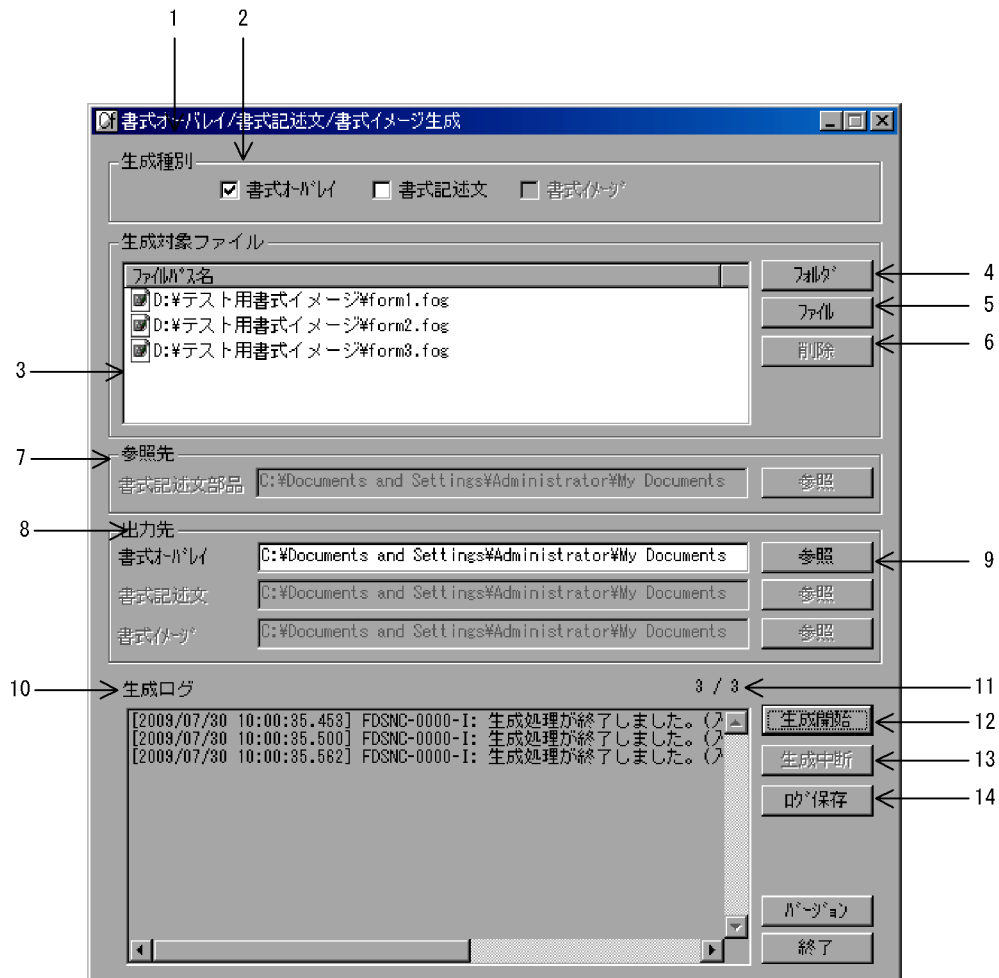 1
2
書式オーバレイ/書式記述文/書式イメージ生成
生成種別
書式ｵｰﾊﾞﾚｲ
書式記述文
書式ｲﾒｰｼﾞ
生成対象ファイル
ﾌｧｲﾙﾊﾟｽ名
D:¥テスト用書式イメージ¥form1.fog
D:¥テスト用書式イメージ¥form2.fog
D:¥テスト用書式イメージ¥form3.fog
3
ﾌｫﾙﾀﾞ
4
ﾌｧｲﾙ
5
削除
6
7
参照先
書式記述文部品
C:¥Documents and Settings¥Administrator¥My Documents
参照
8
出力先
書式ｵｰﾊﾞﾚｲ
C:¥Documents and Settings¥Administrator¥My Documents
参照
9
書式記述文
C:¥Documents and Settings¥Administrator¥My Documents
参照
書式ｲﾒｰｼﾞ
C:¥Documents and Settings¥Administrator¥My Documents
参照
10
生成ログ
3 / 3
11
[2009/07/30 10:00:35.453] FDSNC-0000-I: 生成処理が終了しました。(入
[2009/07/30 10:00:35.500] FDSNC-0000-I: 生成処理が終了しました。(入
[2009/07/30 10:00:35.562] FDSNC-0000-I: 生成処理が終了しました。(入
生成開始
12
生成中断
13
ﾛｸﾞ保存
14
ﾊﾞｰｼﾞｮﾝ
終了